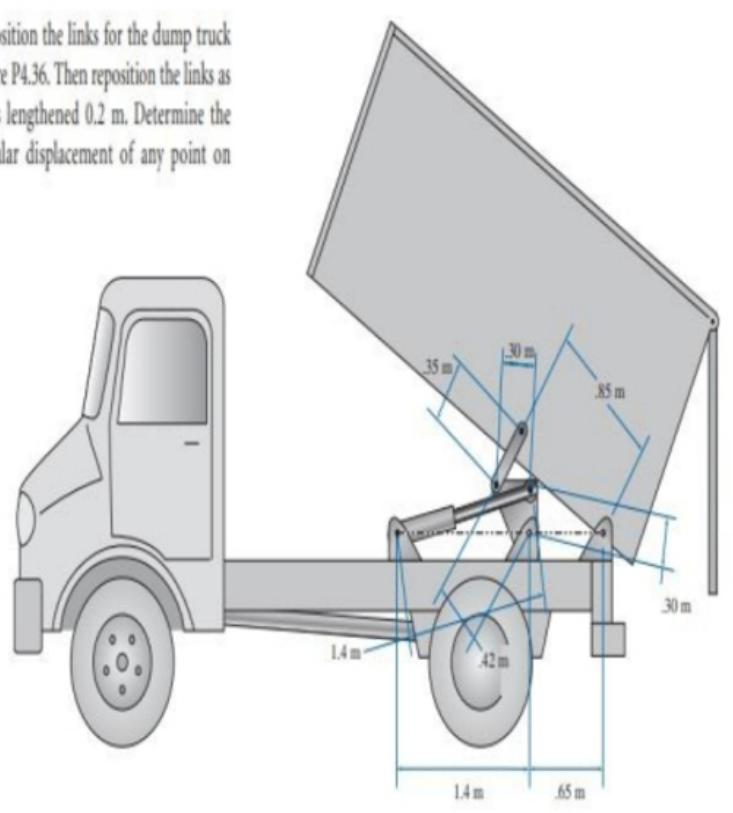 sition the links for the dump truck
e P4.36. Then reposition the links as
lengthened 0.2 m. Determine the
lar displacement of any point on
.35 m
.30 m
.85 m
.30 m
1.4 m
.42 m
1.4 m
.65 m